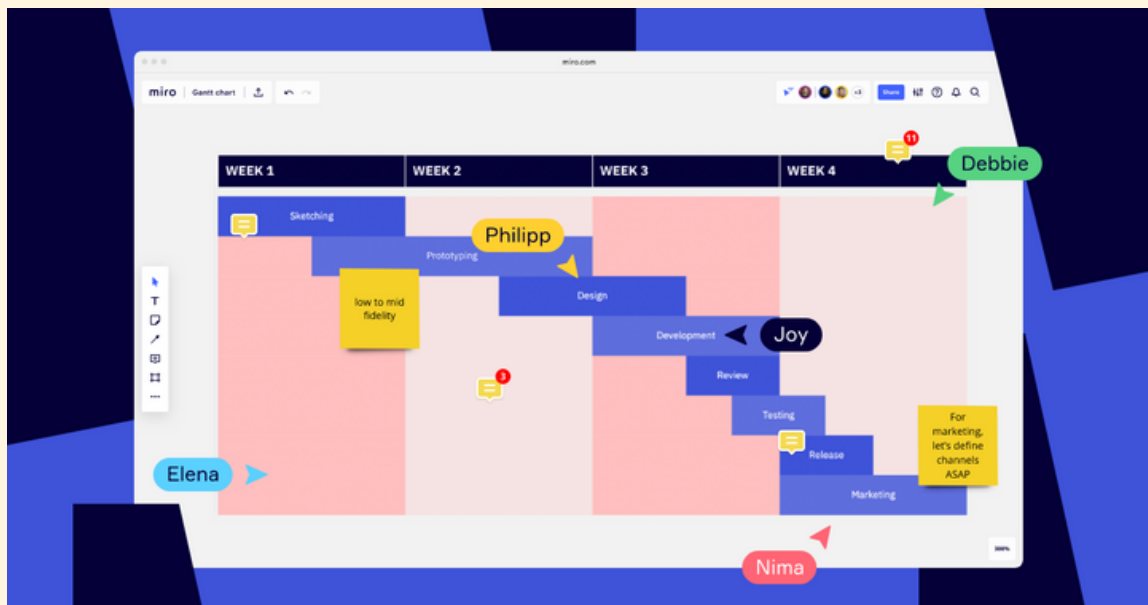 miro.com
miro
Gantt chart
+3
Share
11
WEEK 1
WEEK 2
WEEK 3
WEEK 4
Debbie
Sketching
Philipp
Prototyping
T
low to mid
fidelity
Design
Development
Joy
3
Review
Testing
For
marketing,
let's define
channels
ASAP
Release
Elena
Marketing
Nima